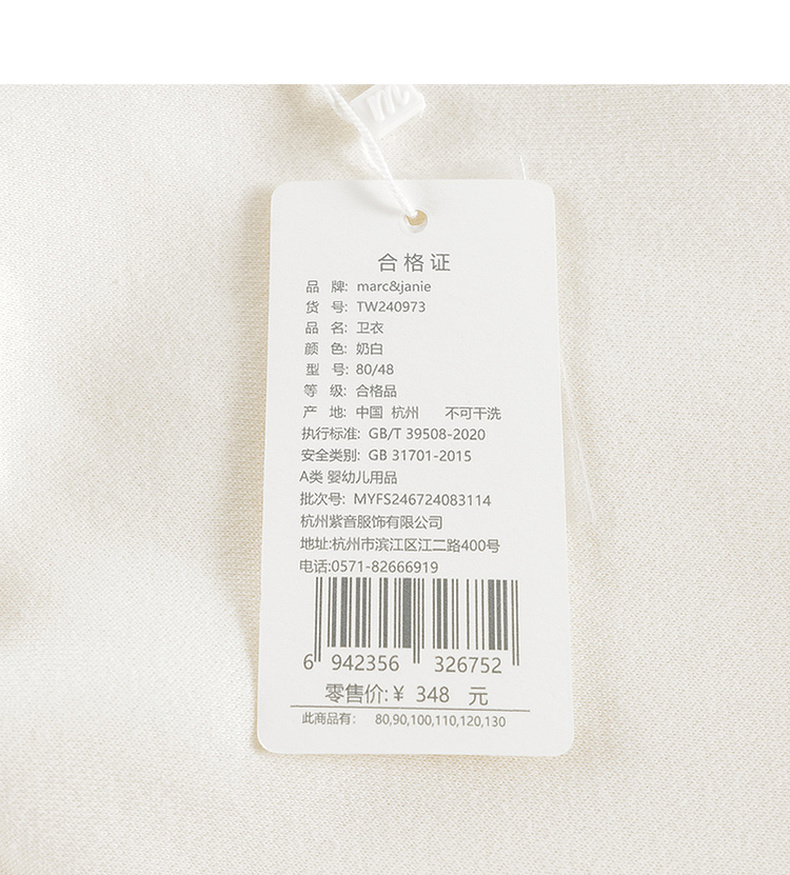 mc
合格证
品 牌: marc&janie
货 号: TW240973
品 名: 卫衣
颜 色: 奶白
型 号: 80/48
等 级: 合格品
产 地: 中国 杭州 不可干洗
执行标准: GB/T 39508-2020
安全类别: GB 31701-2015
A类 婴幼儿用品
批次号: MYFS246724083114
杭州紫音服饰有限公司
地址:杭州市滨江区江二路400号
电话:0571-82666919
6 942356 326752
零售价:¥ 348 元
此商品有: 80,90,100,110,120,130